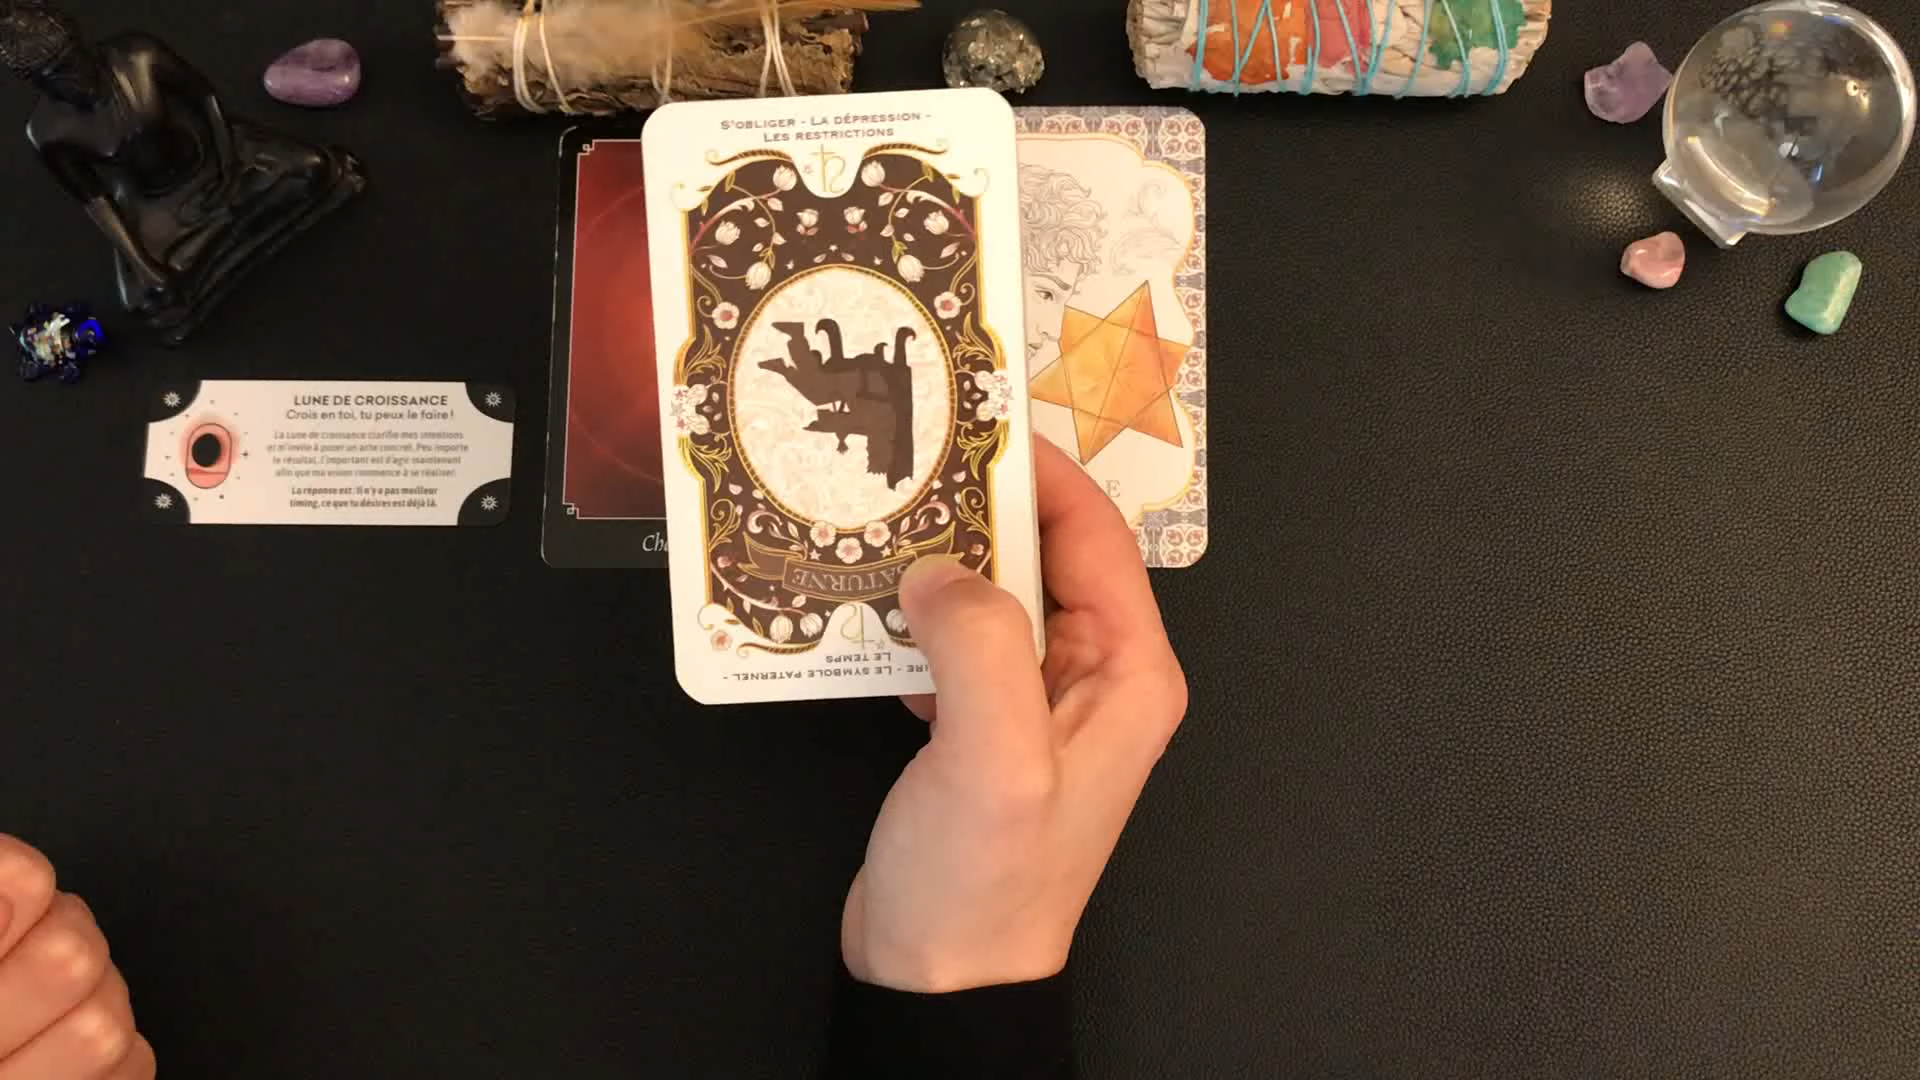 S'OBLIGER - LA DÉPRESSION -
LES RESTRICTIONS
SATURNE
LE TEMPS
IRE - LE SYMBOLE PATERNEL -
LUNE DE CROISSANCE
Crois en toi, tu peux le faire!
La Lune de croissance clarifie mes intentions
et m'invite à poser un acte concret. Peu importe
le résultat, l'important est d'agir maintenant
afin que ma vision commence à se réaliser.
La réponse est: Il n'y a pas meilleur
timing, ce que tu désires est déjà là.
Cha
E